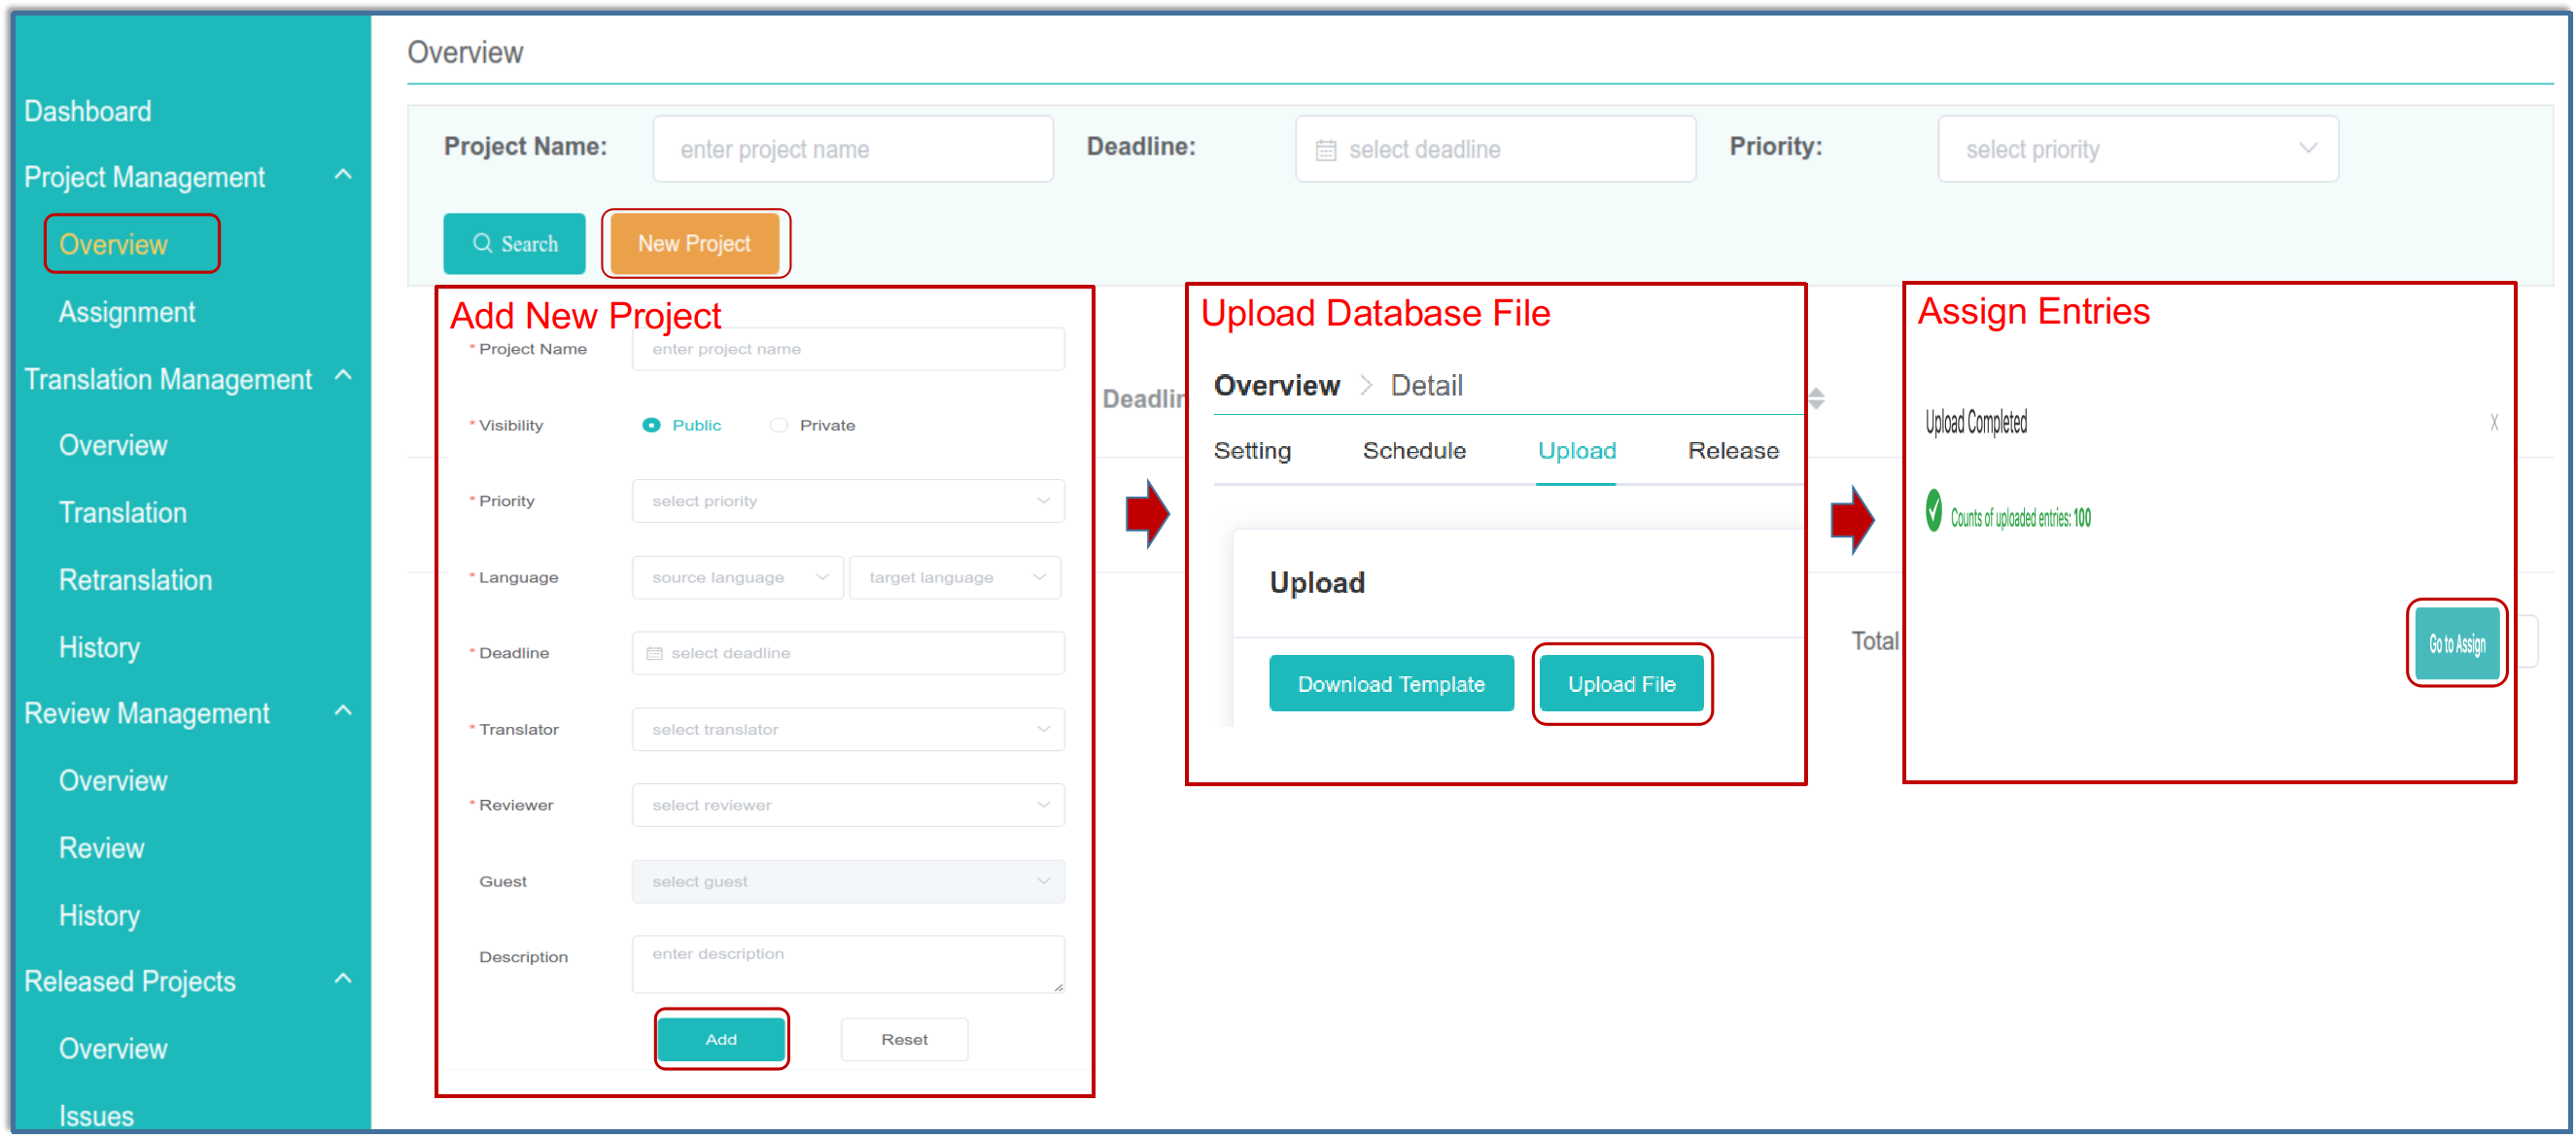 Dashboard
Project Management
Overview
Assignment
Translation Management
Overview
Translation
Retranslation
History
Review Management
Overview
Review
History
Released Projects
Overview
Issues
Overview
Project Name:
enter project name
Deadline:
select deadline
Priority:
select priority
Search
New Project
Add New Project
* Project Name
enter project name
* Visibility
Public
Private
* Priority
select priority
* Language
source language
target language
* Deadline
select deadline
* Translator
select translator
* Reviewer
select reviewer
Guest
select guest
Description
enter description
Add
Reset
Upload Database File
Overview > Detail
Setting
Schedule
Upload
Release
Upload
Download Template
Upload File
Total
Assign Entries
Upload Completed
X
Counts of uploaded entries: 100
Go to Assign